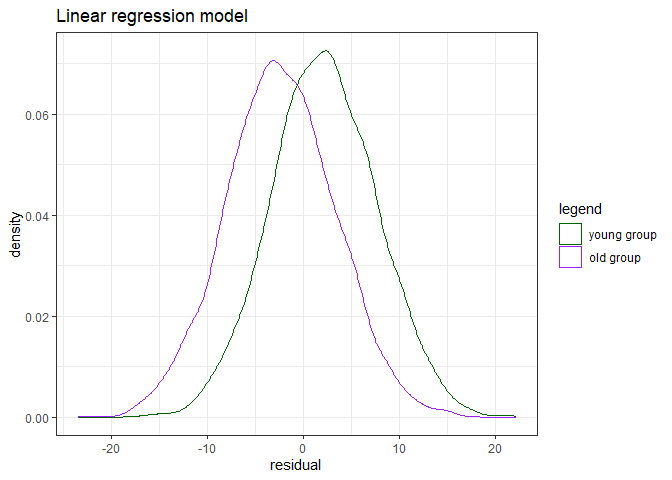 Linear regression model
density
0.06
0.04
0.02
0.00
-20
-10
0
10
20
residual
legend
young group
old group